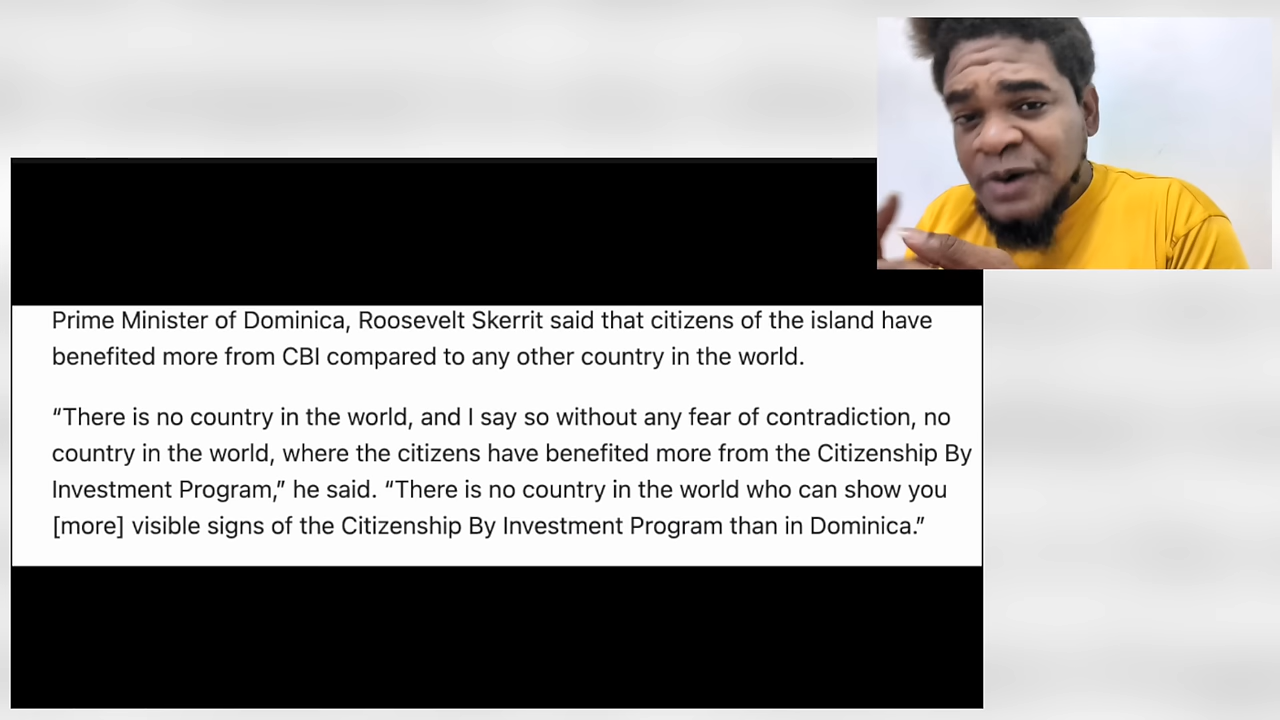 Prime Minister of Dominica, Roosevelt Skerrit said that citizens of the island have
benefited more from CBI compared to any other country in the world.
“There is no country in the world, and I say so without any fear of contradiction, no
country in the world, where the citizens have benefited more from the Citizenship By
Investment Program,” he said. “There is no country in the world who can show you
[more] visible signs of the Citizenship By Investment Program than in Dominica.”